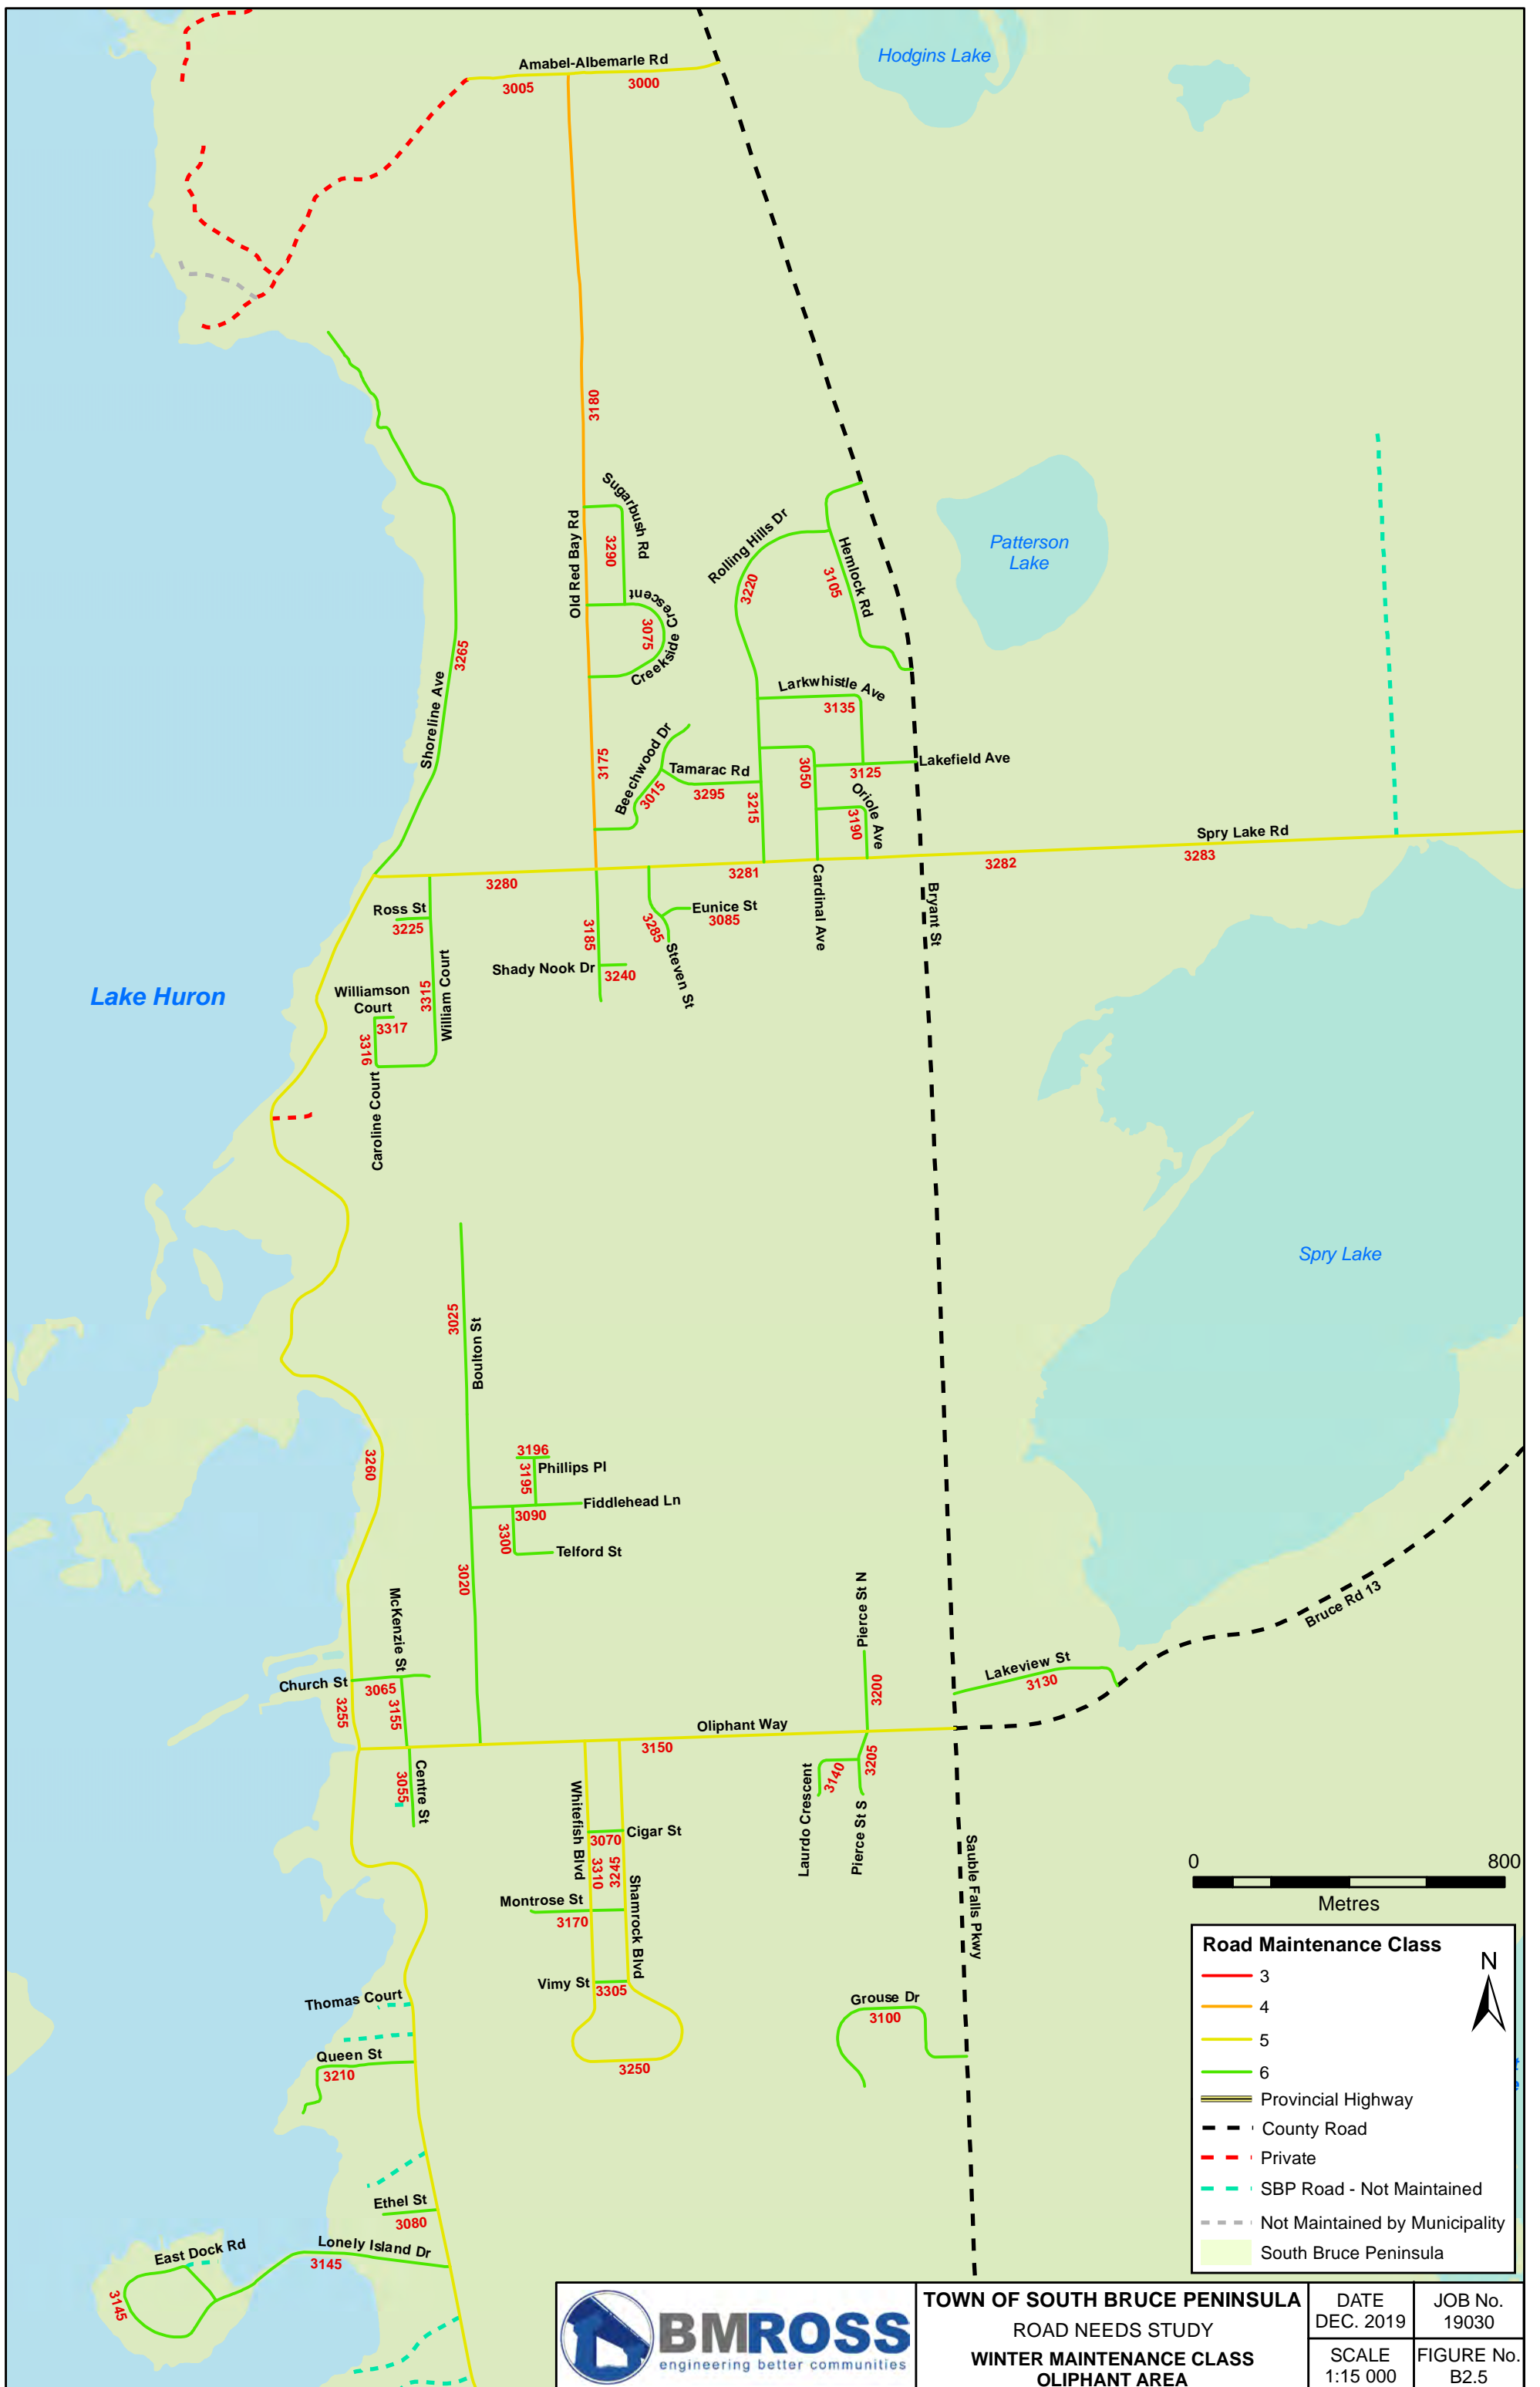 Amabel-Albemarle Rd
3005
3000
Hodgins Lake
3180
Sugarbush Rd
Old Red Bay Rd
3290
Creekside Crescent
3075
Rolling Hills Dr
3220
Hemlock Rd
3105
Patterson
Lake
Shoreline Ave
3265
Larkwhistle Ave
3135
Beechwood Dr
3015
3175
Tamarac Rd
3295
3215
3050
3125
Lakefield Ave
Oriole Ave
3190
Spry Lake Rd
3280
3281
3282
3283
Cardinal Ave
Bryant St
Ross St
3225
3185
3285
Eunice St
3085
Steven St
Shady Nook Dr
3240
Lake Huron
Williamson
Court
3317
3316
3315
William Court
Caroline Court
Spry Lake
3025
Boulton St
3260
3196
3195
Phillips Pl
Fiddlehead Ln
3090
3300
Telford St
3020
McKenzie St
Church St
3065
3255
3155
Pierce St N
3200
Lakeview St
3130
Bruce Rd 13
Oliphant Way
3150
3055
Centre St
3205
3140
Laurdo Crescent
Pierce St S
Whitefish Blvd
3070
Cigar St
3310
3245
Shamrock Blvd
Montrose St
3170
Vimy St
3305
3250
Sauble Falls Pkwy
Grouse Dr
3100
Thomas Court
Queen St
3210
Ethel St
3080
East Dock Rd
Lonely Island Dr
3145
3145
0 800
Metres
Road Maintenance Class
N
3
4
5
6
Provincial Highway
County Road
Private
SBP Road - Not Maintained
Not Maintained by Municipality
South Bruce Peninsula
BMROSS
engineering better communities
TOWN OF SOUTH BRUCE PENINSULA
ROAD NEEDS STUDY
WINTER MAINTENANCE CLASS
OLIPHANT AREA
DATE
DEC. 2019
JOB No.
19030
SCALE
1:15 000
FIGURE No.
B2.5